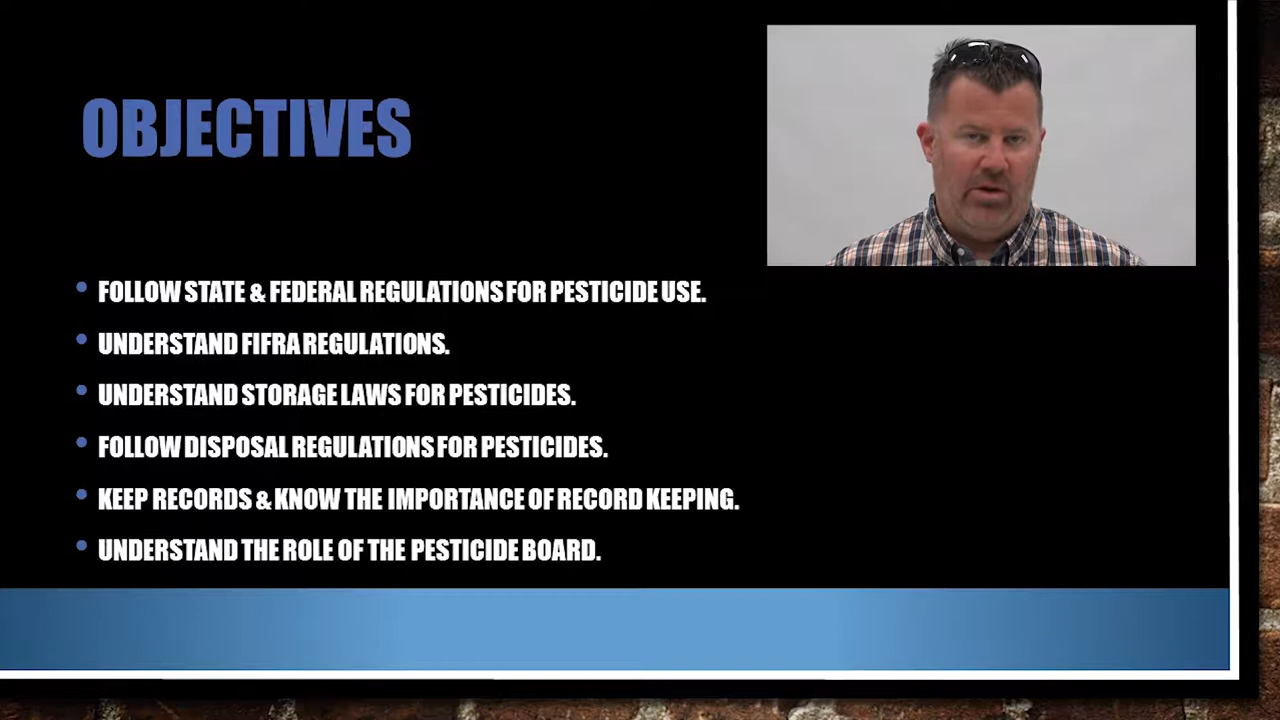 OBJECTIVES
• FOLLOW STATE & FEDERAL REGULATIONS FOR PESTICIDE USE.
• UNDERSTAND FIFRA REGULATIONS.
• UNDERSTAND STORAGE LAWS FOR PESTICIDES.
• FOLLOW DISPOSAL REGULATIONS FOR PESTICIDES.
• KEEP RECORDS & KNOW THE IMPORTANCE OF RECORD KEEPING.
• UNDERSTAND THE ROLE OF THE PESTICIDE BOARD.